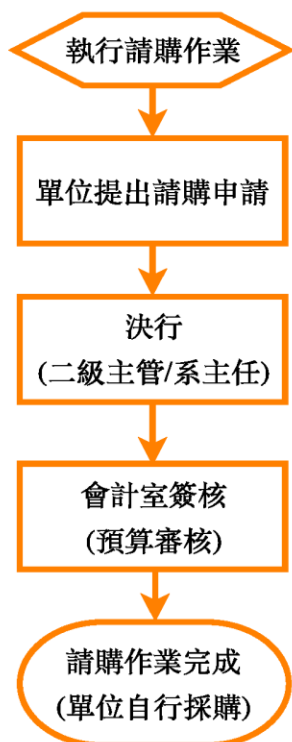 執行請購作業
單位提出請購申請
決行
(二級主管/系主任)
會計室簽核
(預算審核)
請購作業完成
(單位自行採購)